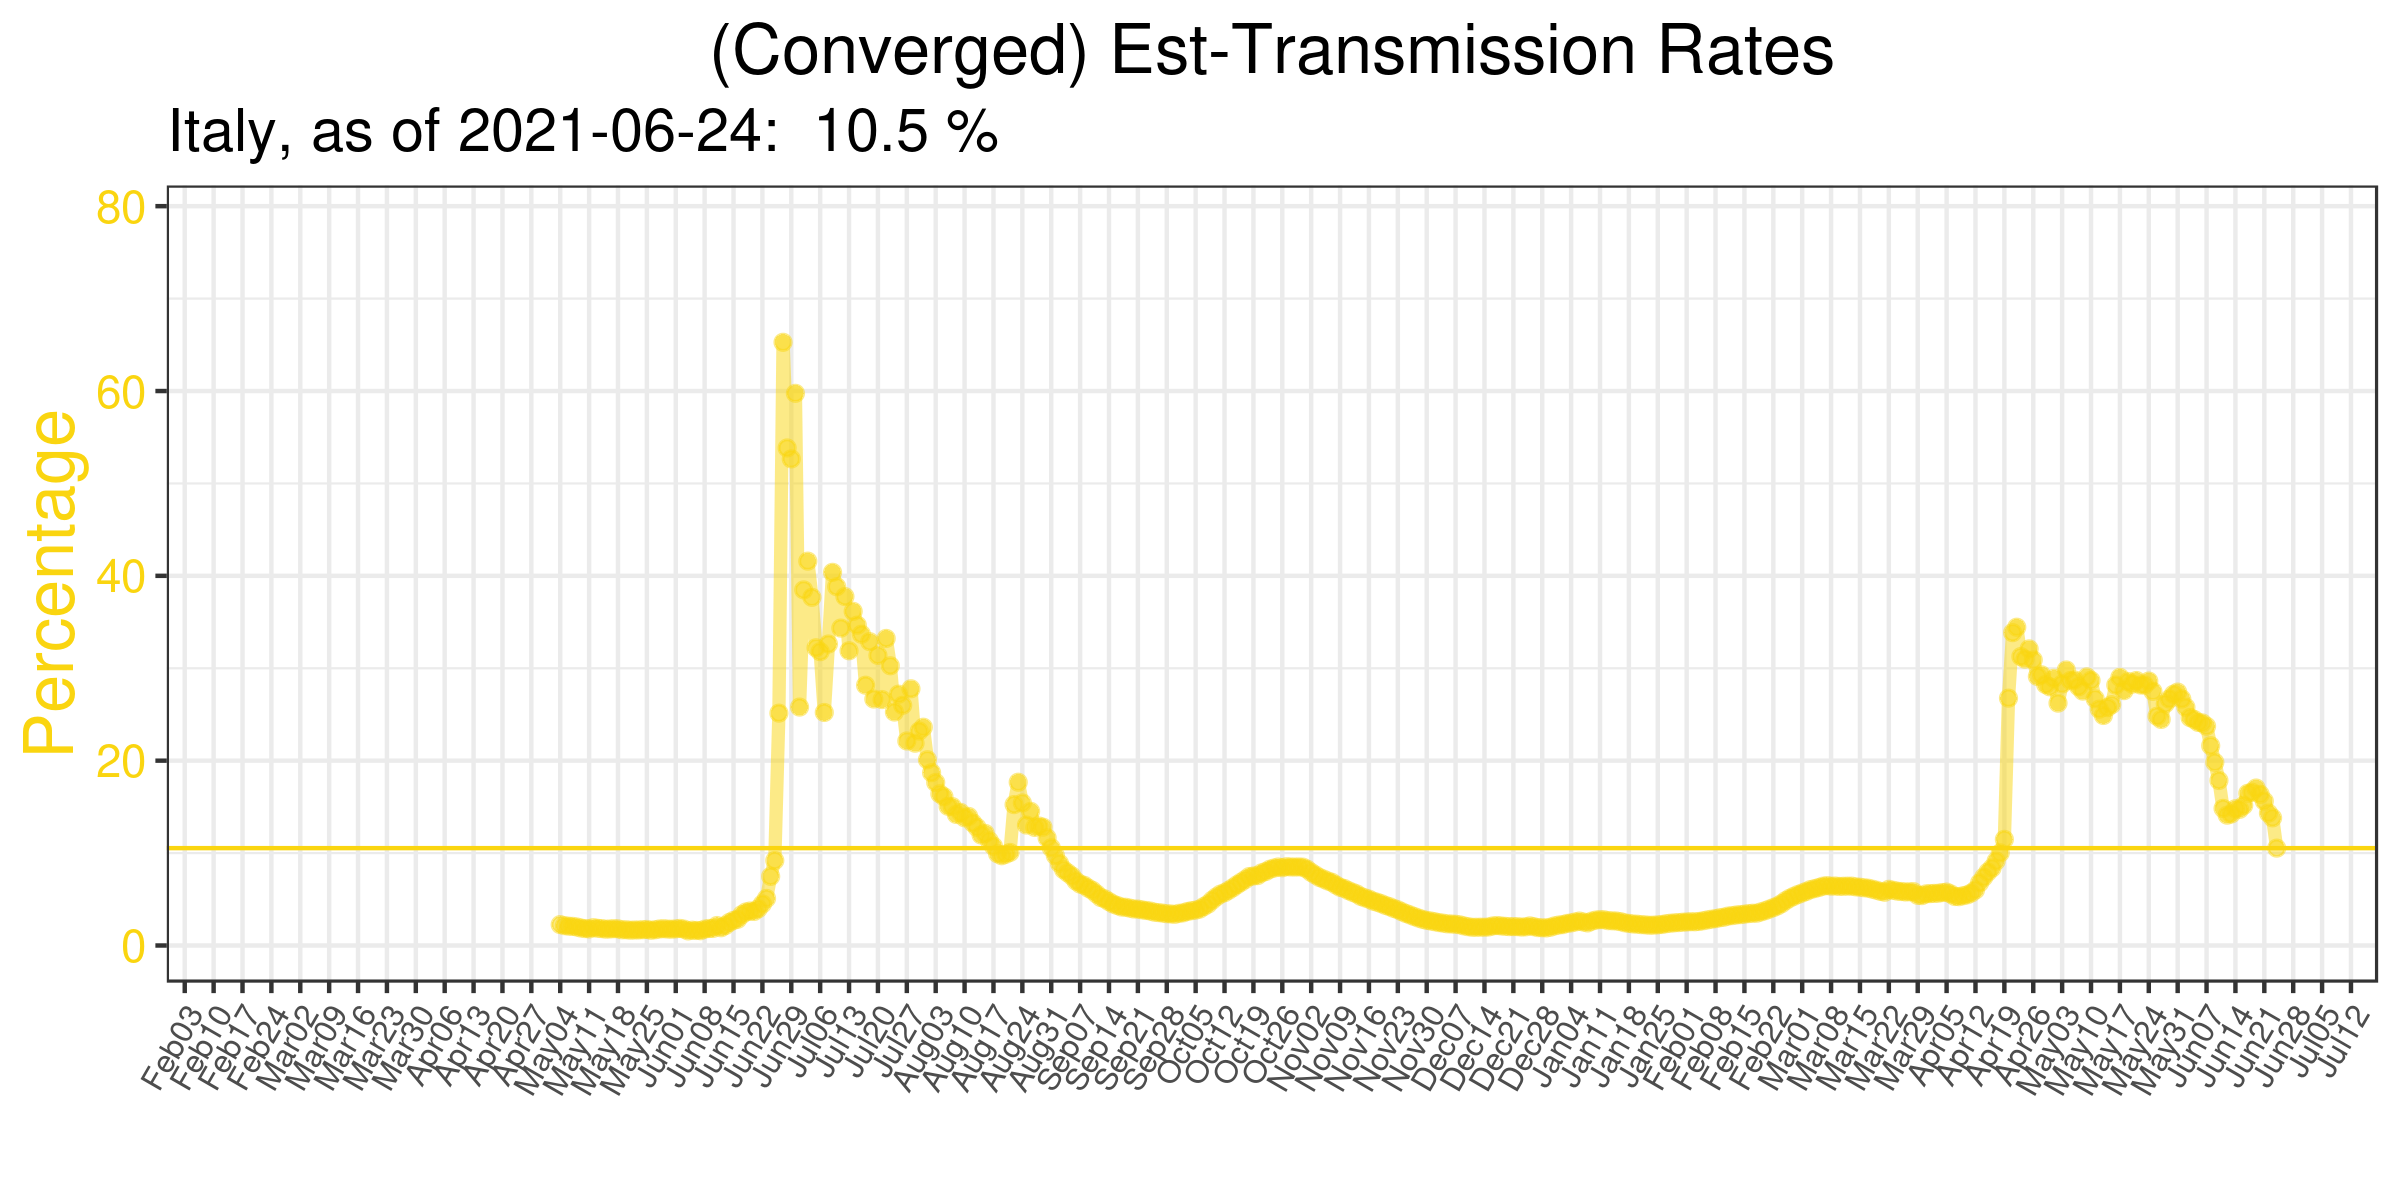 (Converged) Est-Transmission Rates
Italy, as of 2021-06-24:  10.5 %
Percentage
80
60
40
20
0
Feb03
Feb10
Feb17
Feb24
Mar02
Mar09
Mar16
Mar23
Mar30
Apr06
Apr13
Apr20
Apr27
May04
May11
May18
May25
Jun01
Jun08
Jun15
Jun22
Jun29
Jul06
Jul13
Jul20
Jul27
Aug03
Aug10
Aug17
Aug24
Aug31
Sep07
Sep14
Sep21
Sep28
Oct05
Oct12
Oct19
Oct26
Nov02
Nov09
Nov16
Nov23
Nov30
Dec07
Dec14
Dec21
Dec28
Jan04
Jan11
Jan18
Jan25
Feb01
Feb08
Feb15
Feb22
Mar01
Mar08
Mar15
Mar22
Mar29
Apr05
Apr12
Apr19
Apr26
May03
May10
May17
May24
May31
Jun07
Jun14
Jun21
Jun28
Jul05
Jul12